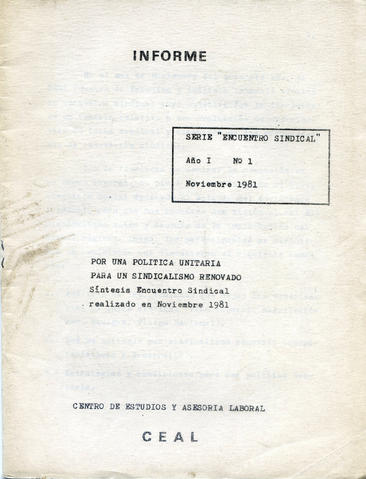 INFORME
SERIE "ENCUENTRO SINDICAL"
Año I Nº 1
Noviembre 1981
POR UNA POLITICA UNITARIA
PARA UN SINDICALISMO RENOVADO
Síntesis Encuentro Sindical
realizado en Noviembre 1981
CENTRO DE ESTUDIOS Y ASESORIA LABORAL
CEAL